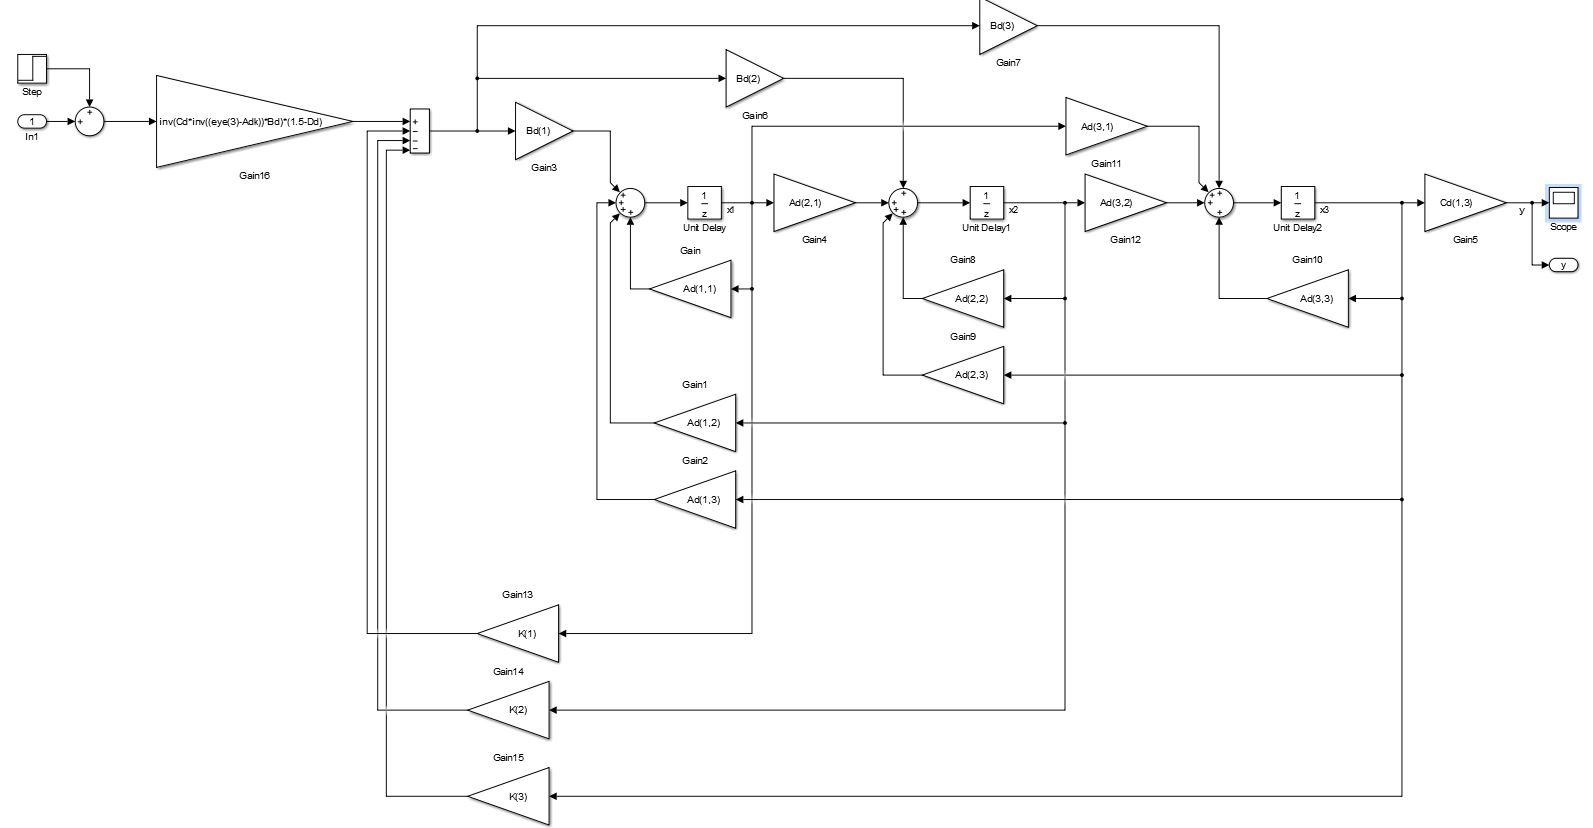 Bd(3)
Gain7
Bd(2)
Gain6
Step
1
In1
+
+
inv(Cd*inv((eye(3)-Adk))*Bd)*(1.5-Dd)
Gain16
+
−
−
−
Bd(1)
Gain3
Ad(3,1)
Gain11
+
+
+
+
1
z
x1
Unit Delay
Ad(2,1)
Gain4
+
+
+
+
1
z
x2
Unit Delay1
Ad(3,2)
Gain12
+
+
+
+
1
z
x3
Unit Delay2
Cd(1,3)
Gain5
y
Scope
y
Gain
Ad(1,1)
Gain8
Ad(2,2)
Gain10
Ad(3,3)
Gain9
Ad(2,3)
Gain1
Ad(1,2)
Gain2
Ad(1,3)
Gain13
K(1)
Gain14
K(2)
Gain15
K(3)